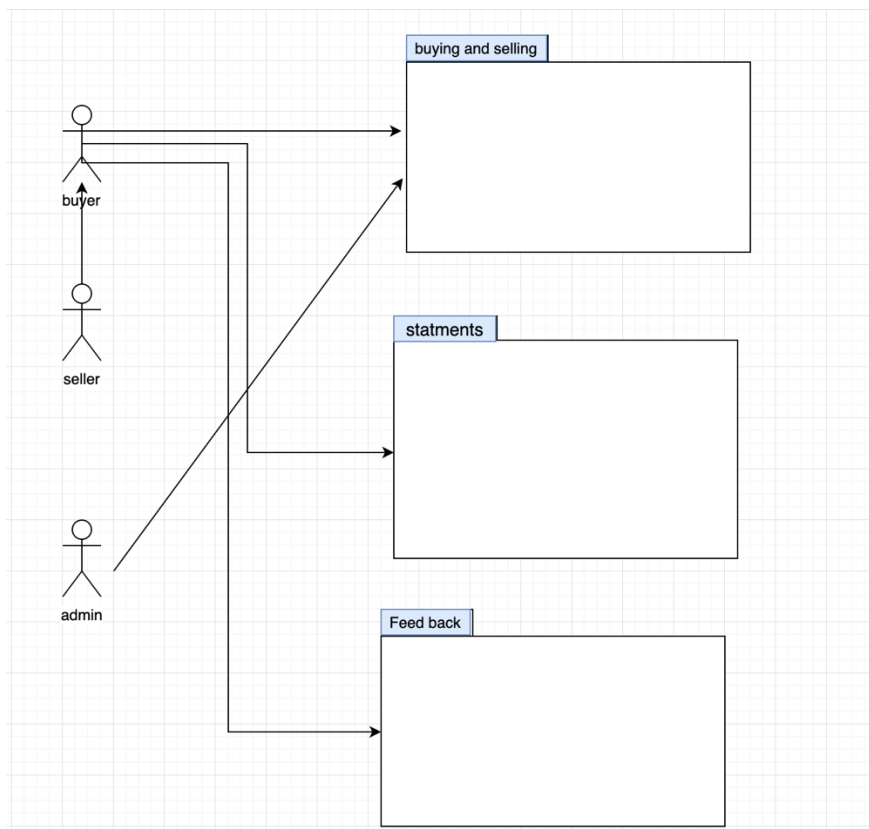 buying and selling
buyer
statments
seller
admin
Feed back